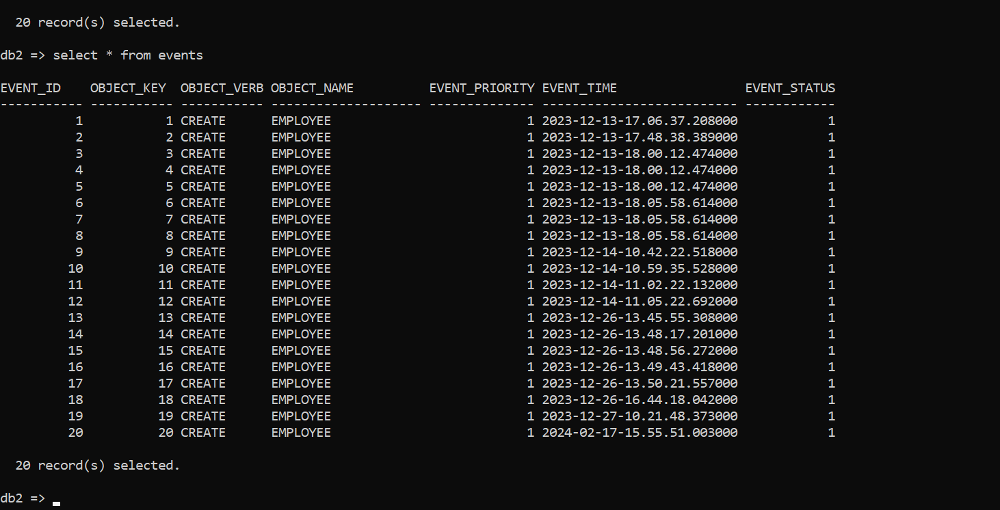 20 record(s) selected.
db2 => select * from events
EVENT_ID    OBJECT_KEY  OBJECT_VERB OBJECT_NAME          EVENT_PRIORITY EVENT_TIME                 EVENT_STATUS
----------- ----------- ----------- -------------------- -------------- -------------------------- ------------
          1           1 CREATE      EMPLOYEE                          1 2023-12-13-17.06.37.208000            1
          2           2 CREATE      EMPLOYEE                          1 2023-12-13-17.48.38.389000            1
          3           3 CREATE      EMPLOYEE                          1 2023-12-13-18.00.12.474000            1
          4           4 CREATE      EMPLOYEE                          1 2023-12-13-18.00.12.474000            1
          5           5 CREATE      EMPLOYEE                          1 2023-12-13-18.00.12.474000            1
          6           6 CREATE      EMPLOYEE                          1 2023-12-13-18.05.58.614000            1
          7           7 CREATE      EMPLOYEE                          1 2023-12-13-18.05.58.614000            1
          8           8 CREATE      EMPLOYEE                          1 2023-12-13-18.05.58.614000            1
          9           9 CREATE      EMPLOYEE                          1 2023-12-14-10.42.22.518000            1
         10          10 CREATE      EMPLOYEE                          1 2023-12-14-10.59.35.528000            1
         11          11 CREATE      EMPLOYEE                          1 2023-12-14-11.02.22.132000            1
         12          12 CREATE      EMPLOYEE                          1 2023-12-14-11.05.22.692000            1
         13          13 CREATE      EMPLOYEE                          1 2023-12-26-13.45.55.308000            1
         14          14 CREATE      EMPLOYEE                          1 2023-12-26-13.48.17.201000            1
         15          15 CREATE      EMPLOYEE                          1 2023-12-26-13.48.56.272000            1
         16          16 CREATE      EMPLOYEE                          1 2023-12-26-13.49.43.418000            1
         17          17 CREATE      EMPLOYEE                          1 2023-12-26-13.50.21.557000            1
         18          18 CREATE      EMPLOYEE                          1 2023-12-26-16.44.18.042000            1
         19          19 CREATE      EMPLOYEE                          1 2023-12-27-10.21.48.373000            1
         20          20 CREATE      EMPLOYEE                          1 2024-02-17-15.55.51.003000            1
20 record(s) selected.
db2 =>